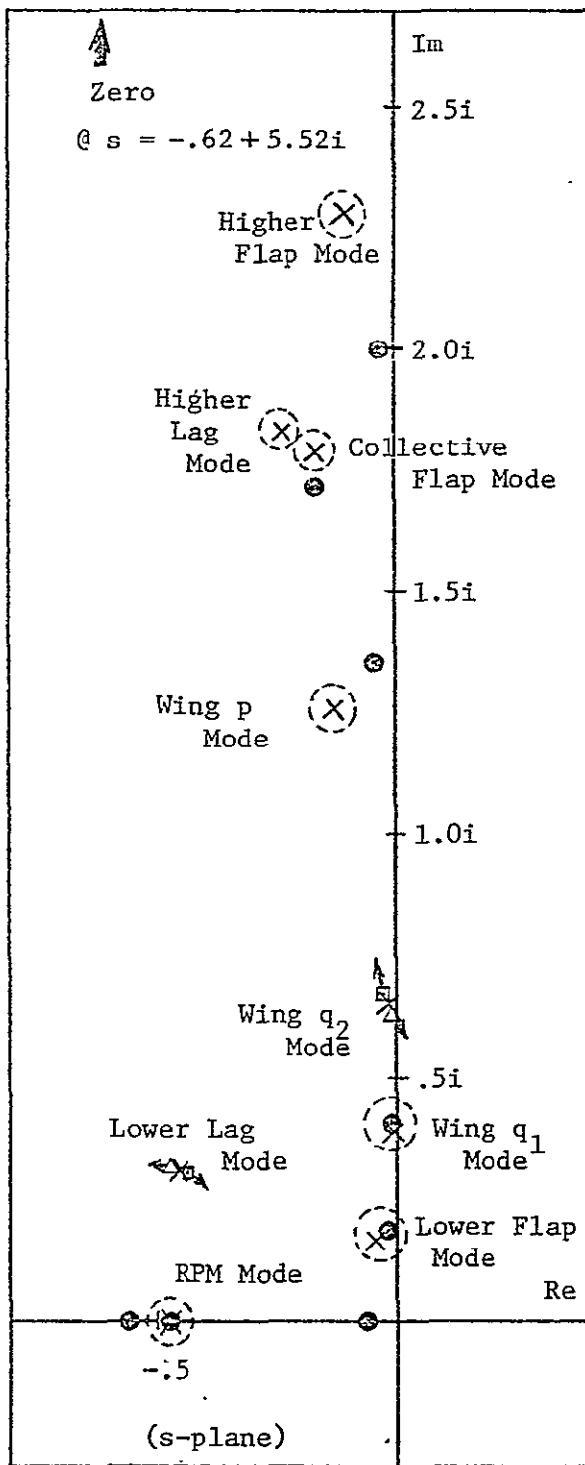 Im
Zero
@ s = -.62 + 5.52i
2.5i
Higher
Flap Mode
2.0i
Higher
Lag
Mode
Collective
Flap Mode
1.5i
Wing p
Mode
1.0i
Wing q2
Mode
.5i
Lower Lag
Mode
Wing q1
Mode
Lower Flap
Mode
RPM Mode
Re
-.5
(s-plane)